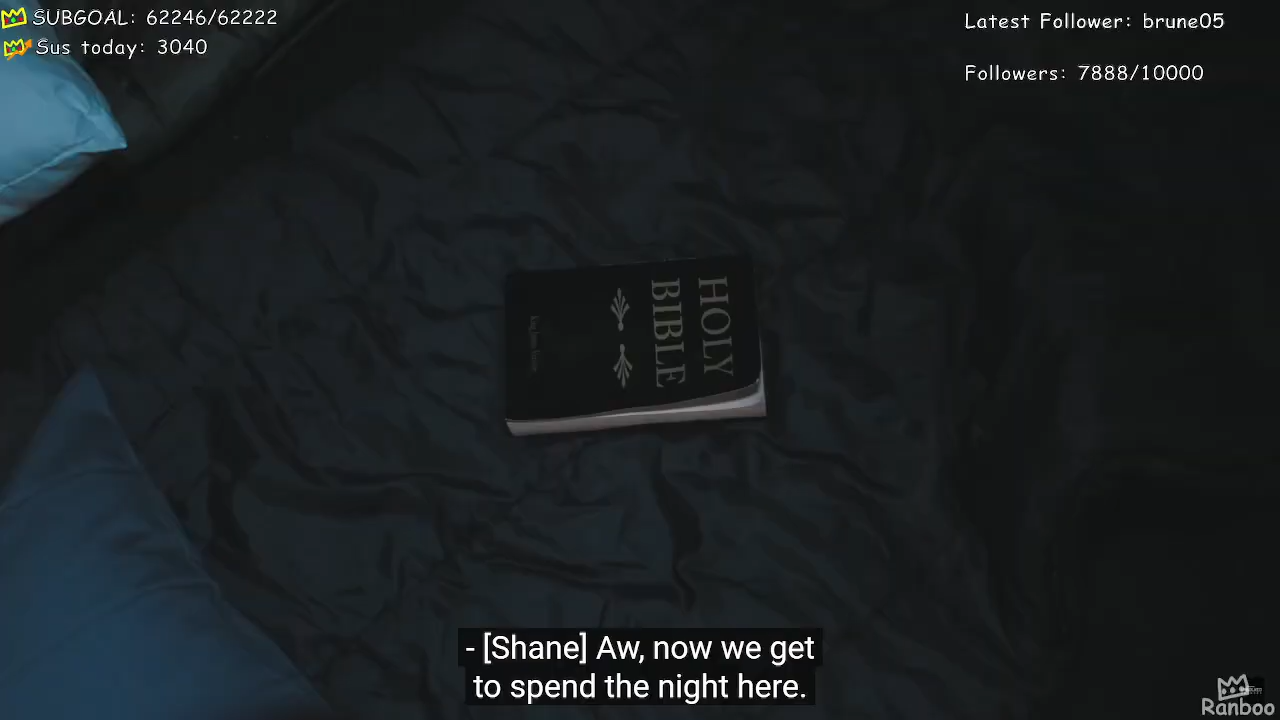 SUBGOAL: 62246/62222
Sus today: 3040
Latest Follower: brune05
Followers: 7888/10000
HOLY
BIBLE
- [Shane] Aw, now we get
to spend the night here.
Ranboo